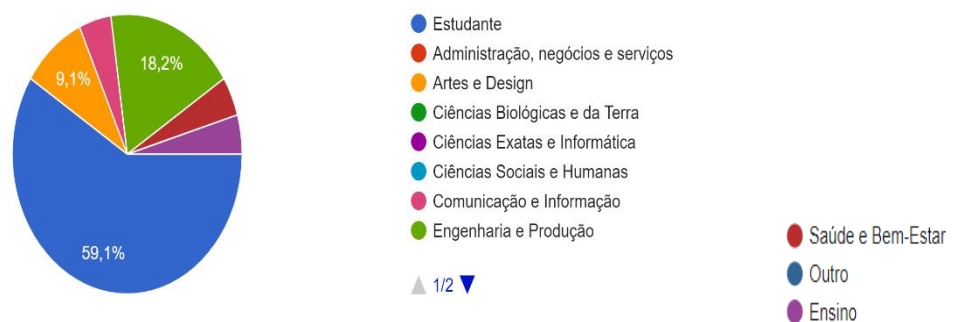 18,2%
9,1%
59,1%
Estudante
Administração, negócios e serviços
Artes e Design
Ciências Biológicas e da Terra
Ciências Exatas e Informática
Ciências Sociais e Humanas
Comunicação e Informação
Engenharia e Produção
1/2
Saúde e Bem-Estar
Outro
Ensino